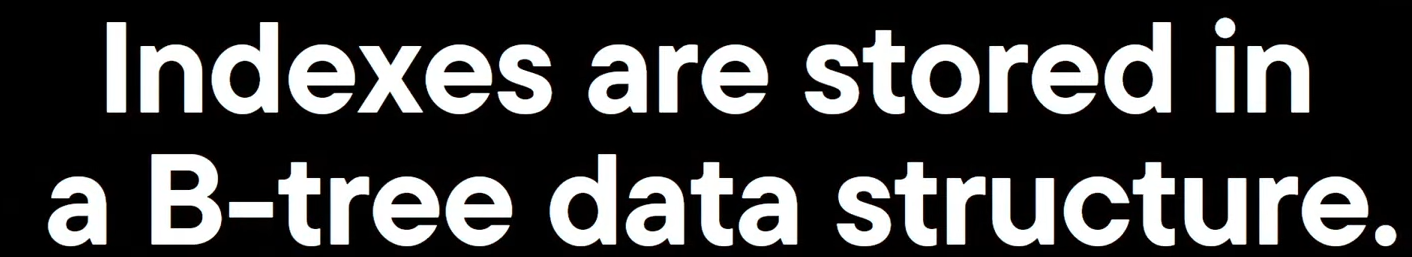 Indexes are stored in
a B-tree data structure.